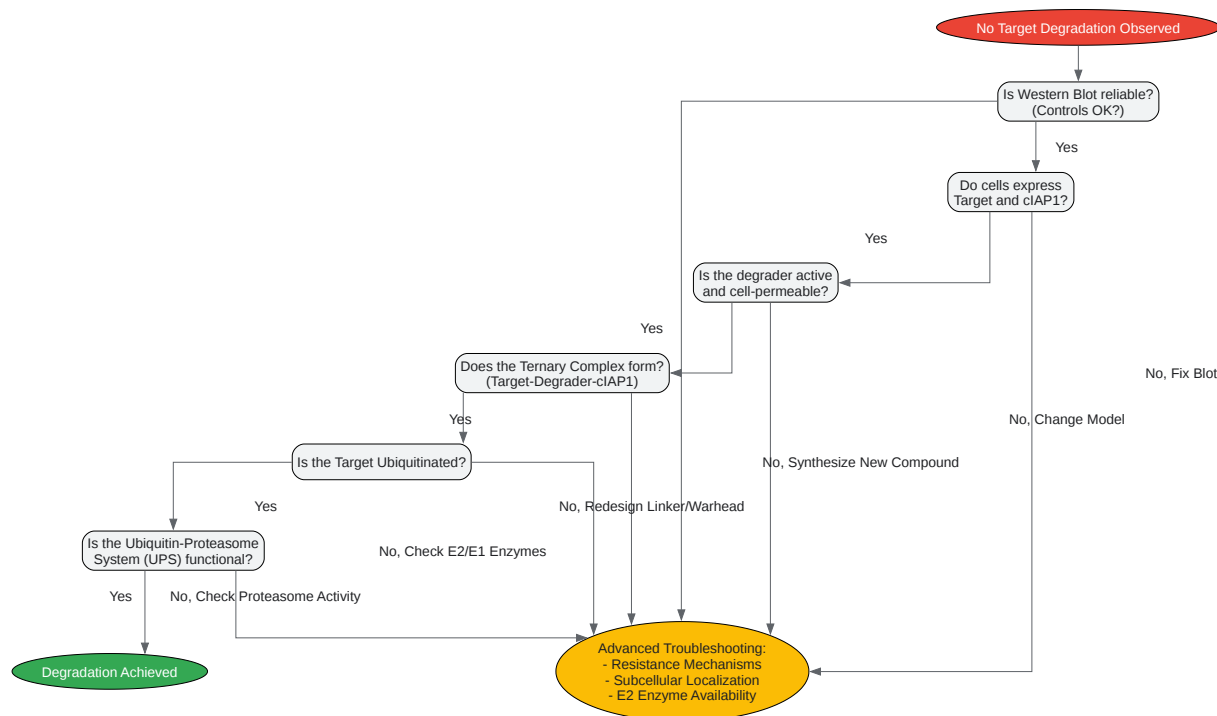 No Target Degradation Observed
Is Western Blot reliable?
(Controls OK?)
Yes
Do cells express
Target and cIAP1?
Yes
Is the degrader active
and cell-permeable?
Yes
Does the Ternary Complex form?
(Target-Degrader-cIAP1)
No, Fix Blot
Yes
No, Change Model
Is the Target Ubiquitinated?
No, Synthesize New Compound
Yes
No, Redesign Linker/Warhead
Is the Ubiquitin-Proteasome
System (UPS) functional?
No, Check E2/E1 Enzymes
Yes
No, Check Proteasome Activity
Degradation Achieved
Advanced Troubleshooting:
- Resistance Mechanisms
- Subcellular Localization
- E2 Enzyme Availability